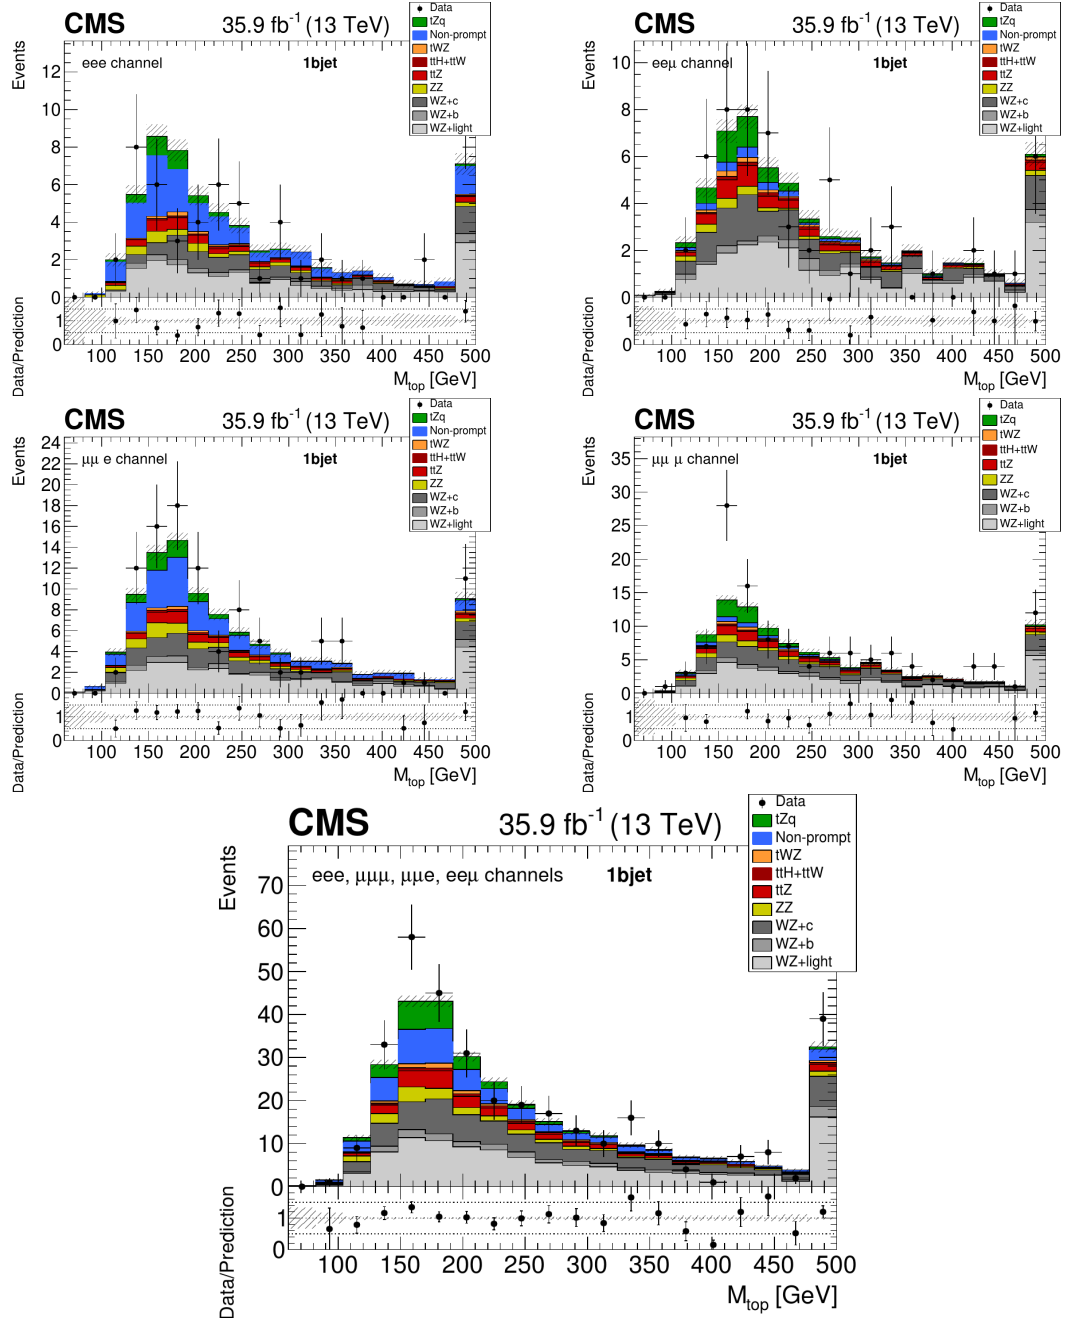 CMS 35.9 fb⁻¹ (13 TeV)
eee channel 1bjet
Data
tZq
Non-prompt
tWZ
ttH+ttW
ttZ
ZZ
WZ+c
WZ+b
WZ+light
Events
12
10
8
6
4
2
0
Data/Prediction
1
0
100 150 200 250 300 350 400 450 500
M_top [GeV]
CMS 35.9 fb⁻¹ (13 TeV)
eeμ channel 1bjet
Data
tZq
Non-prompt
tWZ
ttH+ttW
ttZ
ZZ
WZ+c
WZ+b
WZ+light
Events
10
8
6
4
2
0
Data/Prediction
1
0
100 150 200 250 300 350 400 450 500
M_top [GeV]
CMS 35.9 fb⁻¹ (13 TeV)
μμ e channel 1bjet
Data
tZq
Non-prompt
tWZ
ttH+ttW
ttZ
ZZ
WZ+c
WZ+b
WZ+light
Events
24
22
20
18
16
14
12
10
8
6
4
2
0
Data/Prediction
1
0
100 150 200 250 300 350 400 450 500
M_top [GeV]
CMS 35.9 fb⁻¹ (13 TeV)
μμ μ channel 1bjet
Data
tZq
tWZ
ttH+ttW
ttZ
ZZ
WZ+c
WZ+b
WZ+light
Events
35
30
25
20
15
10
5
0
Data/Prediction
1
0
100 150 200 250 300 350 400 450 500
M_top [GeV]
CMS 35.9 fb⁻¹ (13 TeV)
eee, μμμ, μμe, eeμ channels 1bjet
Data
tZq
Non-prompt
tWZ
ttH+ttW
ttZ
ZZ
WZ+c
WZ+b
WZ+light
Events
70
60
50
40
30
20
10
0
Data/Prediction
1
0
100 150 200 250 300 350 400 450 500
M_top [GeV]